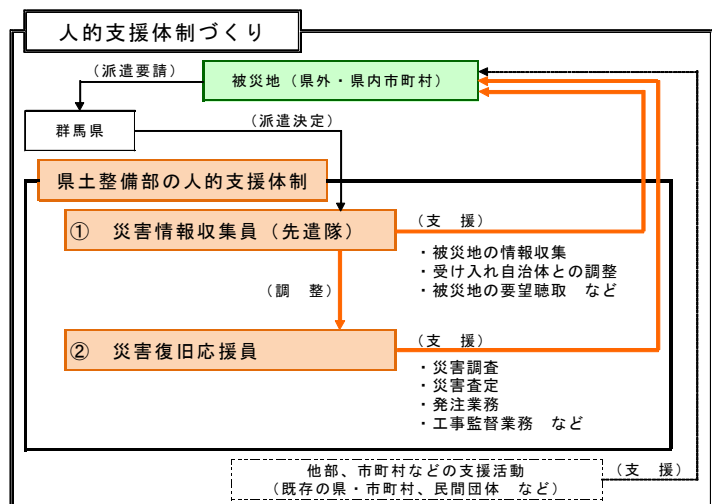 人的支援体制づくり
（派遣要請）
被災地（県外・県内市町村）
群馬県
（派遣決定）
県土整備部の人的支援体制
① 災害情報収集員（先遣隊）
（支 援）
・被災地の情報収集
・受け入れ自治体との調整
・被災地の要望聴取 など
（調 整）
② 災害復旧応援員
（支 援）
・災害調査
・災害査定
・発注業務
・工事監督業務 など
他部、市町村などの支援活動
（既存の県・市町村、民間団体 など）
（支 援）